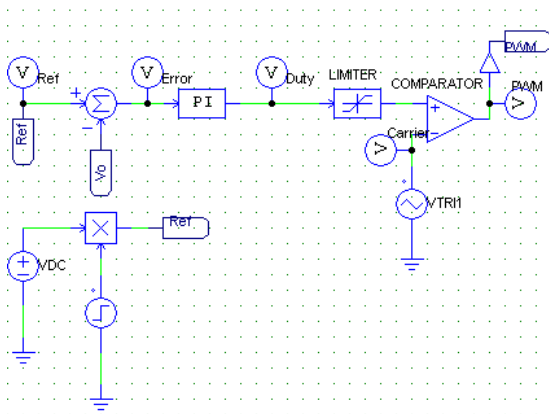 PWM
V
Ref
V
Error
V
Duty
LIMITER
COMPARATOR
PWM
+
Σ
−
PI
+
−
V
Ref
Vo
Carrier
V
VTRI1
Ref
VDC
+
−